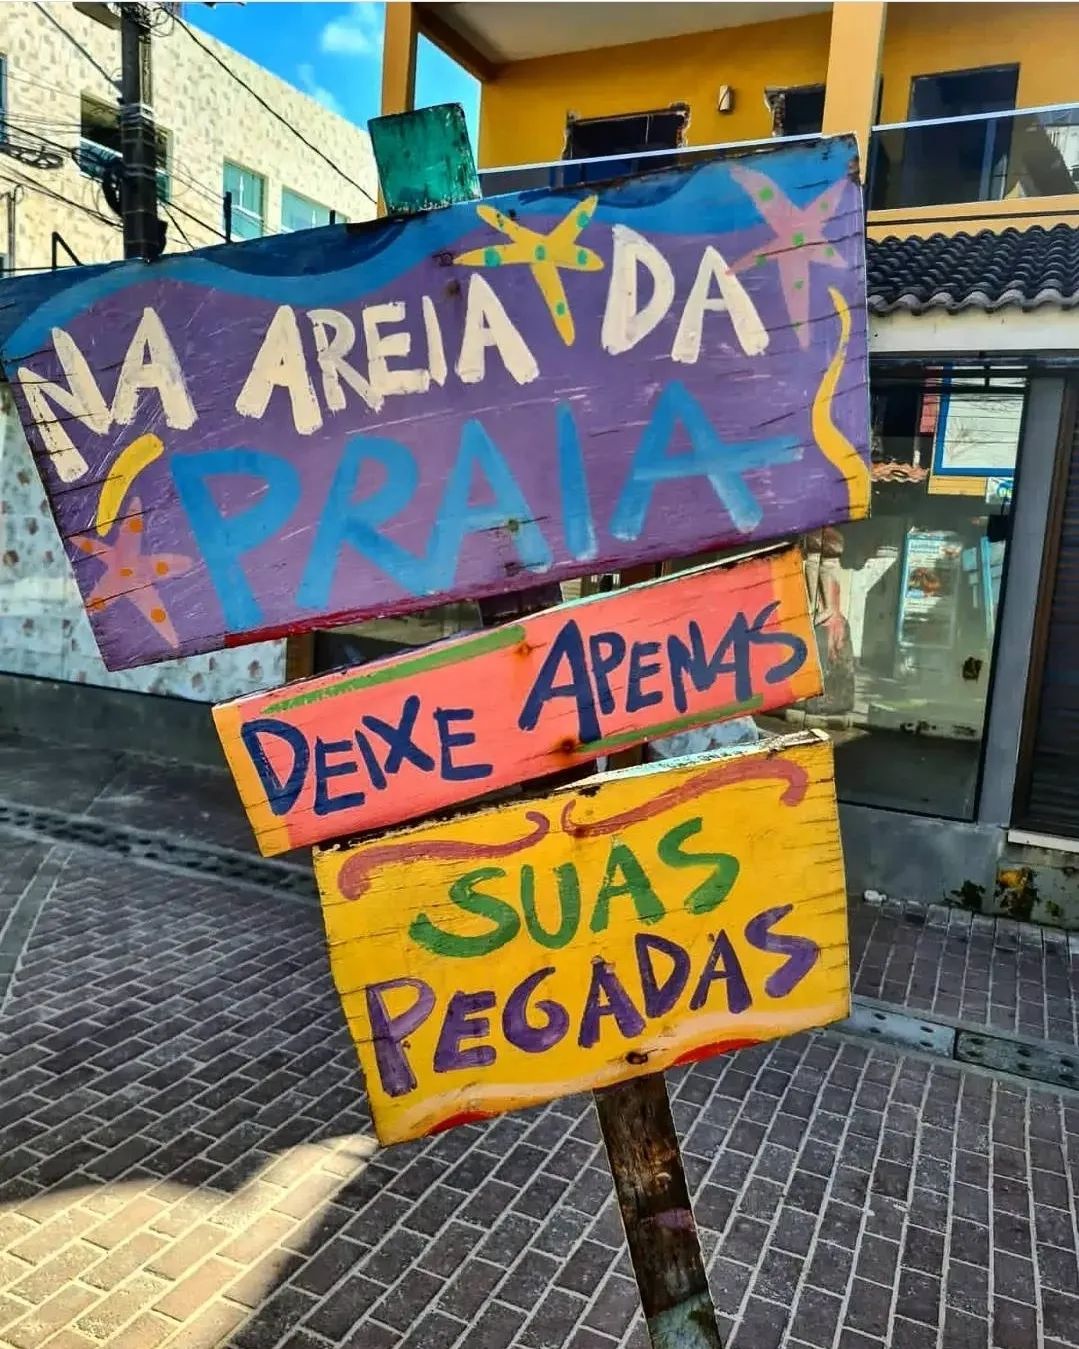 NA AREIA DA
PRAIA
DEIXE APENAS
SUAS
PEGADAS